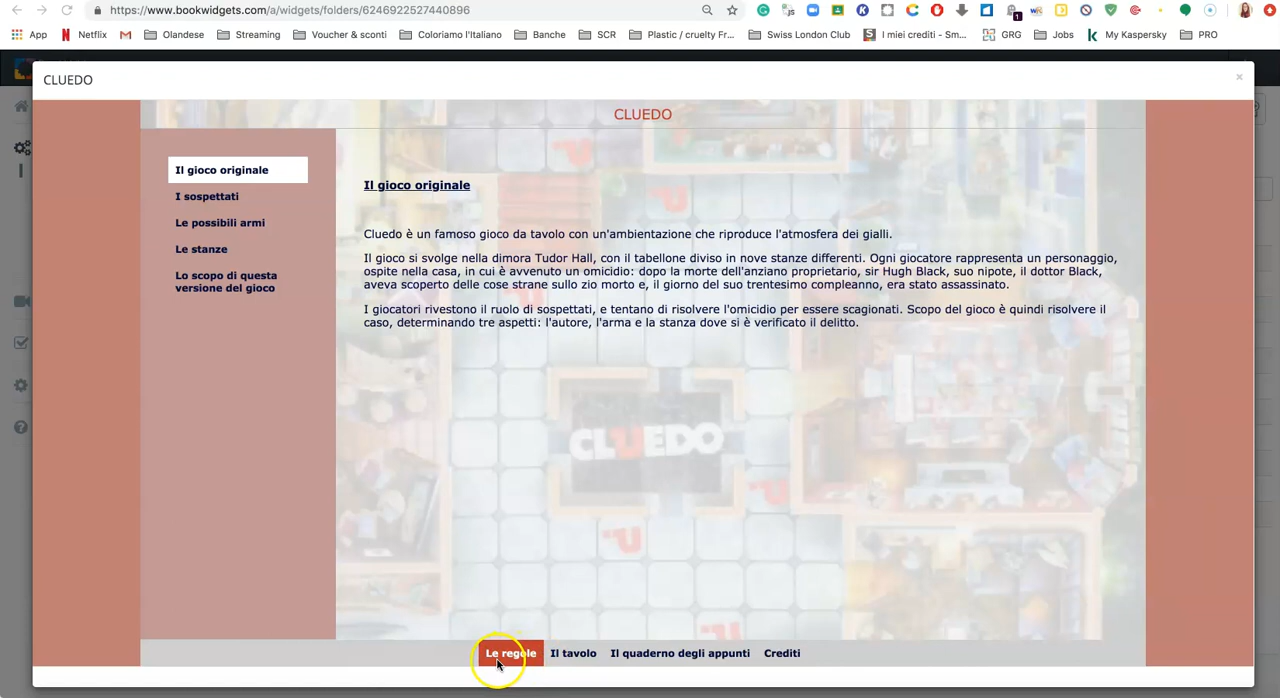 https://www.bookwidgets.com/a/widgets/folders/6246922527440896
App Netflix Olandese Streaming Voucher & sconti Coloriamo l'Italiano Banche SCR Plastic / cruelty Fr... Swiss London Club I miei crediti - Sm... GRG Jobs My Kaspersky PRO
CLUEDO
CLUEDO
Il gioco originale
I sospettati
Le possibili armi
Le stanze
Lo scopo di questa
versione del gioco
Il gioco originale
Cluedo è un famoso gioco da tavolo con un'ambientazione che riproduce l'atmosfera dei gialli.
Il gioco si svolge nella dimora Tudor Hall, con il tabellone diviso in nove stanze differenti. Ogni giocatore rappresenta un personaggio,
ospite nella casa, in cui è avvenuto un omicidio: dopo la morte dell'anziano proprietario, sir Hugh Black, suo nipote, il dottor Black,
aveva scoperto delle cose strane sullo zio morto e, il giorno del suo trentesimo compleanno, era stato assassinato.
I giocatori rivestono il ruolo di sospettati, e tentano di risolvere l'omicidio per essere scagionati. Scopo del gioco è quindi risolvere il
caso, determinando tre aspetti: l'autore, l'arma e la stanza dove si è verificato il delitto.
CLUEDO
Le regole Il tavolo Il quaderno degli appunti Crediti